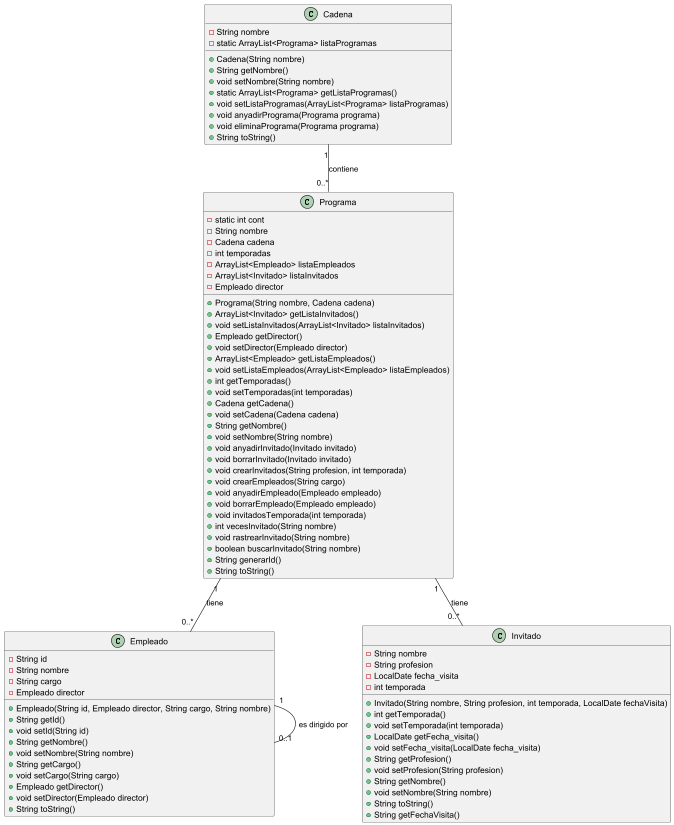 C Cadena
String nombre
static ArrayList<Programa> listaProgramas
Cadena(String nombre)
String getNombre()
void setNombre(String nombre)
static ArrayList<Programa> getListaProgramas()
void setListaProgramas(ArrayList<Programa> listaProgramas)
void anyadirPrograma(Programa programa)
void eliminaPrograma(Programa programa)
String toString()
1
contiene
0..*
C Programa
static int cont
String nombre
Cadena cadena
int temporadas
ArrayList<Empleado> listaEmpleados
ArrayList<Invitado> listaInvitados
Empleado director
Programa(String nombre, Cadena cadena)
ArrayList<Invitado> getListaInvitados()
void setListaInvitados(ArrayList<Invitado> listaInvitados)
Empleado getDirector()
void setDirector(Empleado director)
ArrayList<Empleado> getListaEmpleados()
void setListaEmpleados(ArrayList<Empleado> listaEmpleados)
int getTemporadas()
void setTemporadas(int temporadas)
Cadena getCadena()
void setCadena(Cadena cadena)
String getNombre()
void setNombre(String nombre)
void anyadirInvitado(Invitado invitado)
void borrarInvitado(Invitado invitado)
void crearInvitados(String profesion, int temporada)
void crearEmpleados(String cargo)
void anyadirEmpleado(Empleado empleado)
void borrarEmpleado(Empleado empleado)
void invitadosTemporada(int temporada)
int vecesInvitado(String nombre)
void rastrearInvitado(String nombre)
boolean buscarInvitado(String nombre)
String generarId()
String toString()
1
tiene
0..*
1
tiene
0..*
C Empleado
String id
String nombre
String cargo
Empleado director
Empleado(String id, Empleado director, String cargo, String nombre)
String getId()
void setId(String id)
String getNombre()
void setNombre(String nombre)
String getCargo()
void setCargo(String cargo)
Empleado getDirector()
void setDirector(Empleado director)
String toString()
1
es dirigido por
0..1
C Invitado
String nombre
String profesion
LocalDate fecha_visita
int temporada
Invitado(String nombre, String profesion, int temporada, LocalDate fechaVisita)
int getTemporada()
void setTemporada(int temporada)
LocalDate getFecha_visita()
void setFecha_visita(LocalDate fecha_visita)
String getProfesion()
void setProfesion(String profesion)
String getNombre()
void setNombre(String nombre)
String toString()
String getFechaVisita()